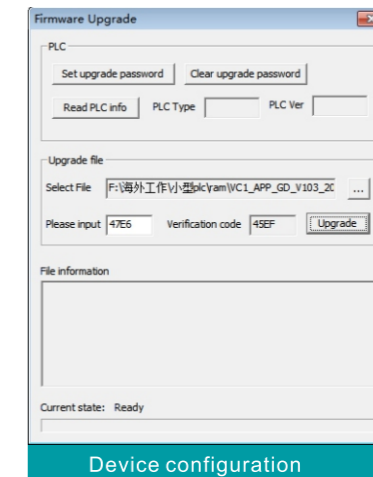 Firmware Upgrade
PLC
Set upgrade password Clear upgrade password
Read PLC info PLC Type PLC Ver
Upgrade file
Select File F:\海外工作\小型plc\ram\VC1_APP_GD_V103_20 ...
Please input 47E6 Verification code 45EF Upgrade
File information
Current state: Ready
Device configuration